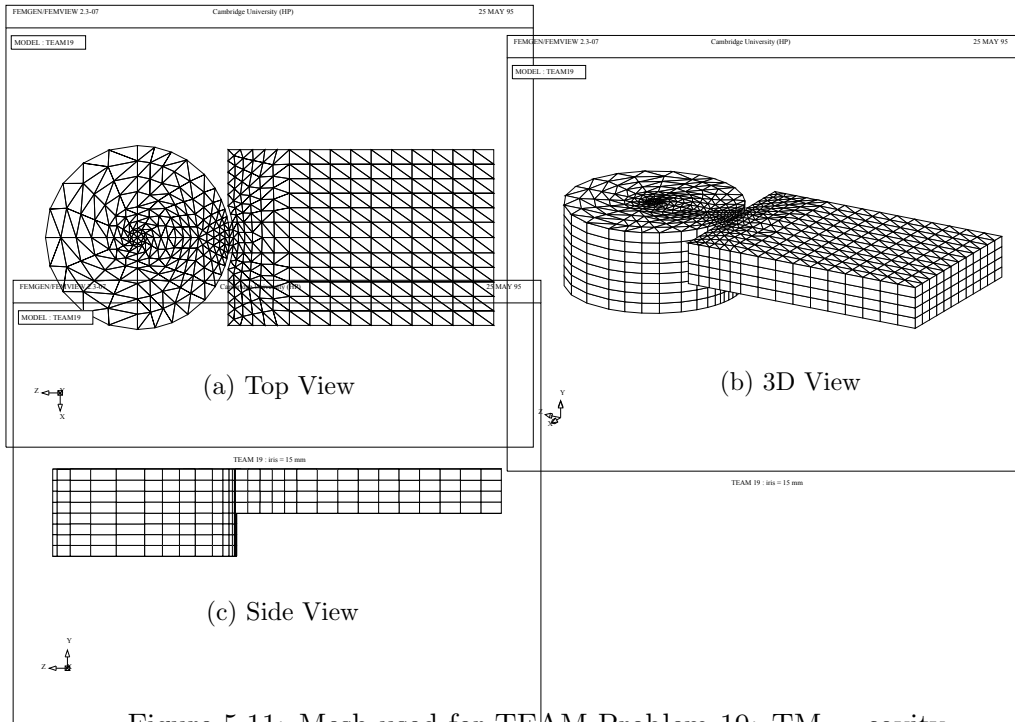 FEMGEN/FEMVIEW 2.3-07 Cambridge University (HP) 25 MAY 95
MODEL : TEAM19
Z
Y
X
(a) Top View
FEMGEN/FEMVIEW 2.3-07 Cambridge University (HP) 25 MAY 95
MODEL : TEAM19
Y
Z
X
(b) 3D View
TEAM 19 : iris = 15 mm
FEMGEN/FEMVIEW 2.3-07 Cambridge University (HP) 25 MAY 95
MODEL : TEAM19
TEAM 19 : iris = 15 mm
(c) Side View
Y
Z
X
Figure 5.11: Mesh used for TEAM Problem 19: TM cavity